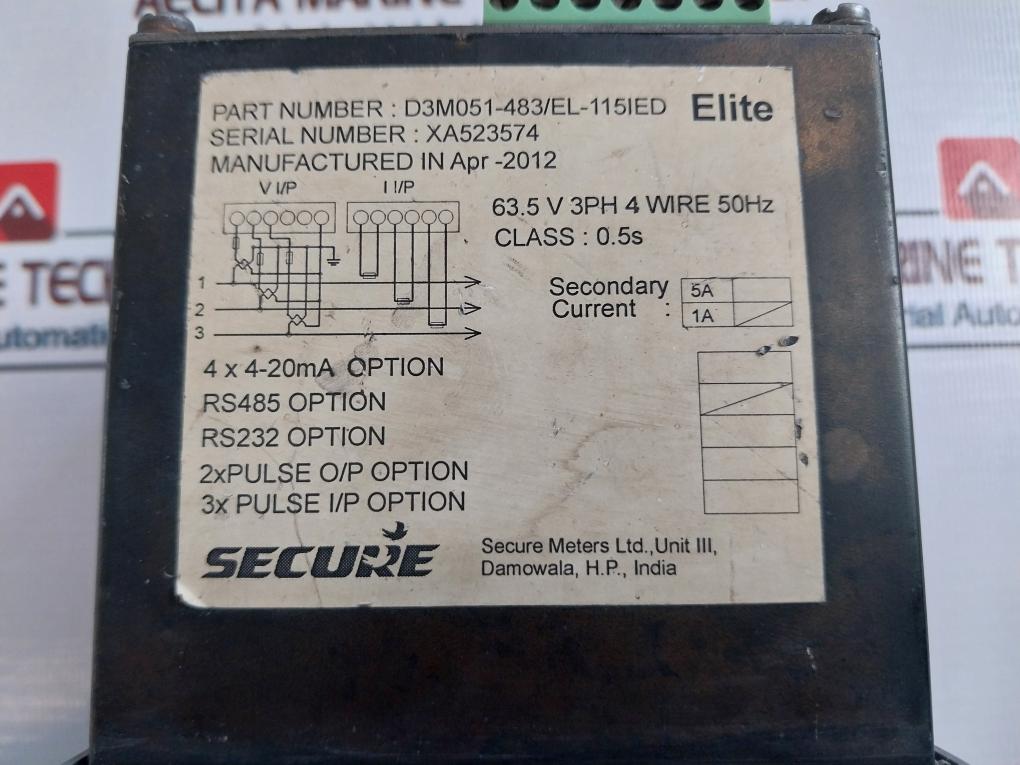 PART NUMBER : D3M051-483/EL-115IED Elite
SERIAL NUMBER : XA523574
MANUFACTURED IN Apr -2012
V I/P I I/P
63.5 V 3PH 4 WIRE 50Hz
CLASS : 0.5s
1
2
3
Secondary Current :
5A
1A
4 x 4-20mA OPTION
RS485 OPTION
RS232 OPTION
2xPULSE O/P OPTION
3x PULSE I/P OPTION
SECURE
Secure Meters Ltd.,Unit III,
Damowala, H.P., India